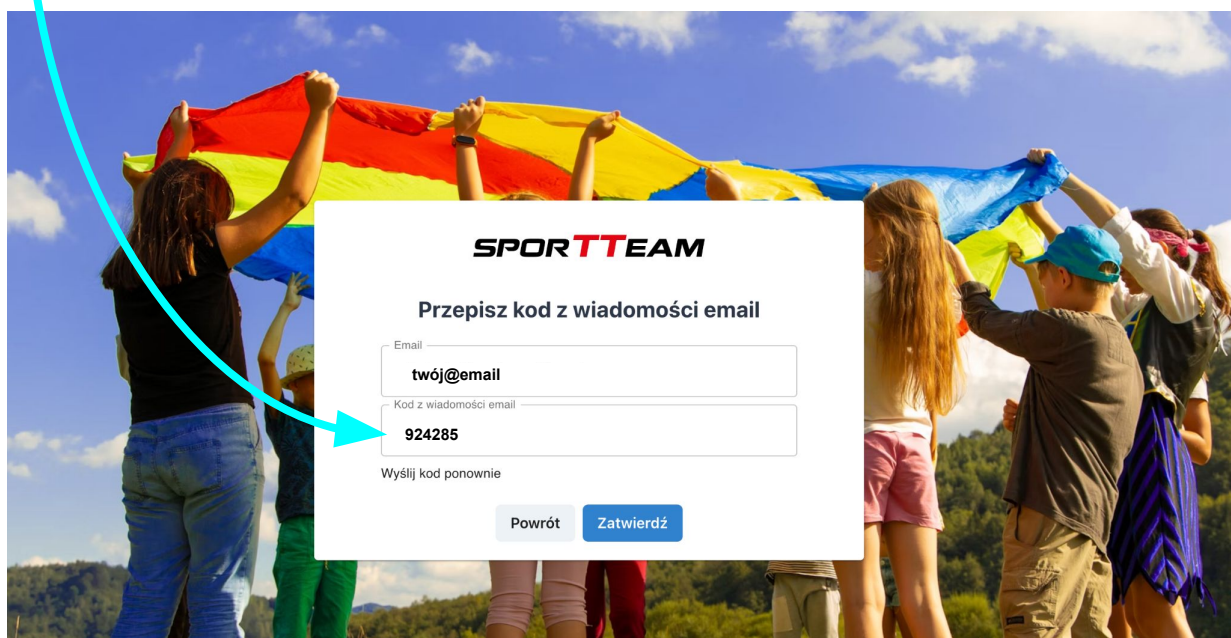 SPORTTEAM
Przepisz kod z wiadomości email
Email
twój@email
Kod z wiadomości email
924285
Wyślij kod ponownie
Powrót Zatwierdź